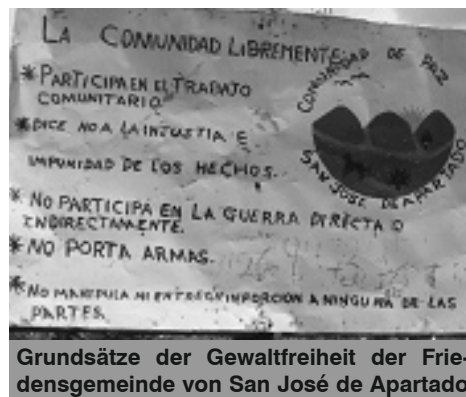 LA COMUNIDAD LIBREMENTE:
COMUNIDAD DE PAZ
SAN JOSE DE APARTADO
* PARTICIPA EN EL TRABAJO
COMUNITARIO
* DICE NO A LA INJUSTIA E
IMPUNIDAD DE LOS HECHOS.
* NO PARTICIPA EN LA GUERRA DIRECTA O
INDIRECTAMENTE.
* NO PORTA ARMAS.
* NO MANIPULA NI ENTREGA INFORCION A NINGUNA DE LAS
PARTES.
Grundsätze der Gewaltfreiheit der Frie-
densgemeinde von San José de Apartado